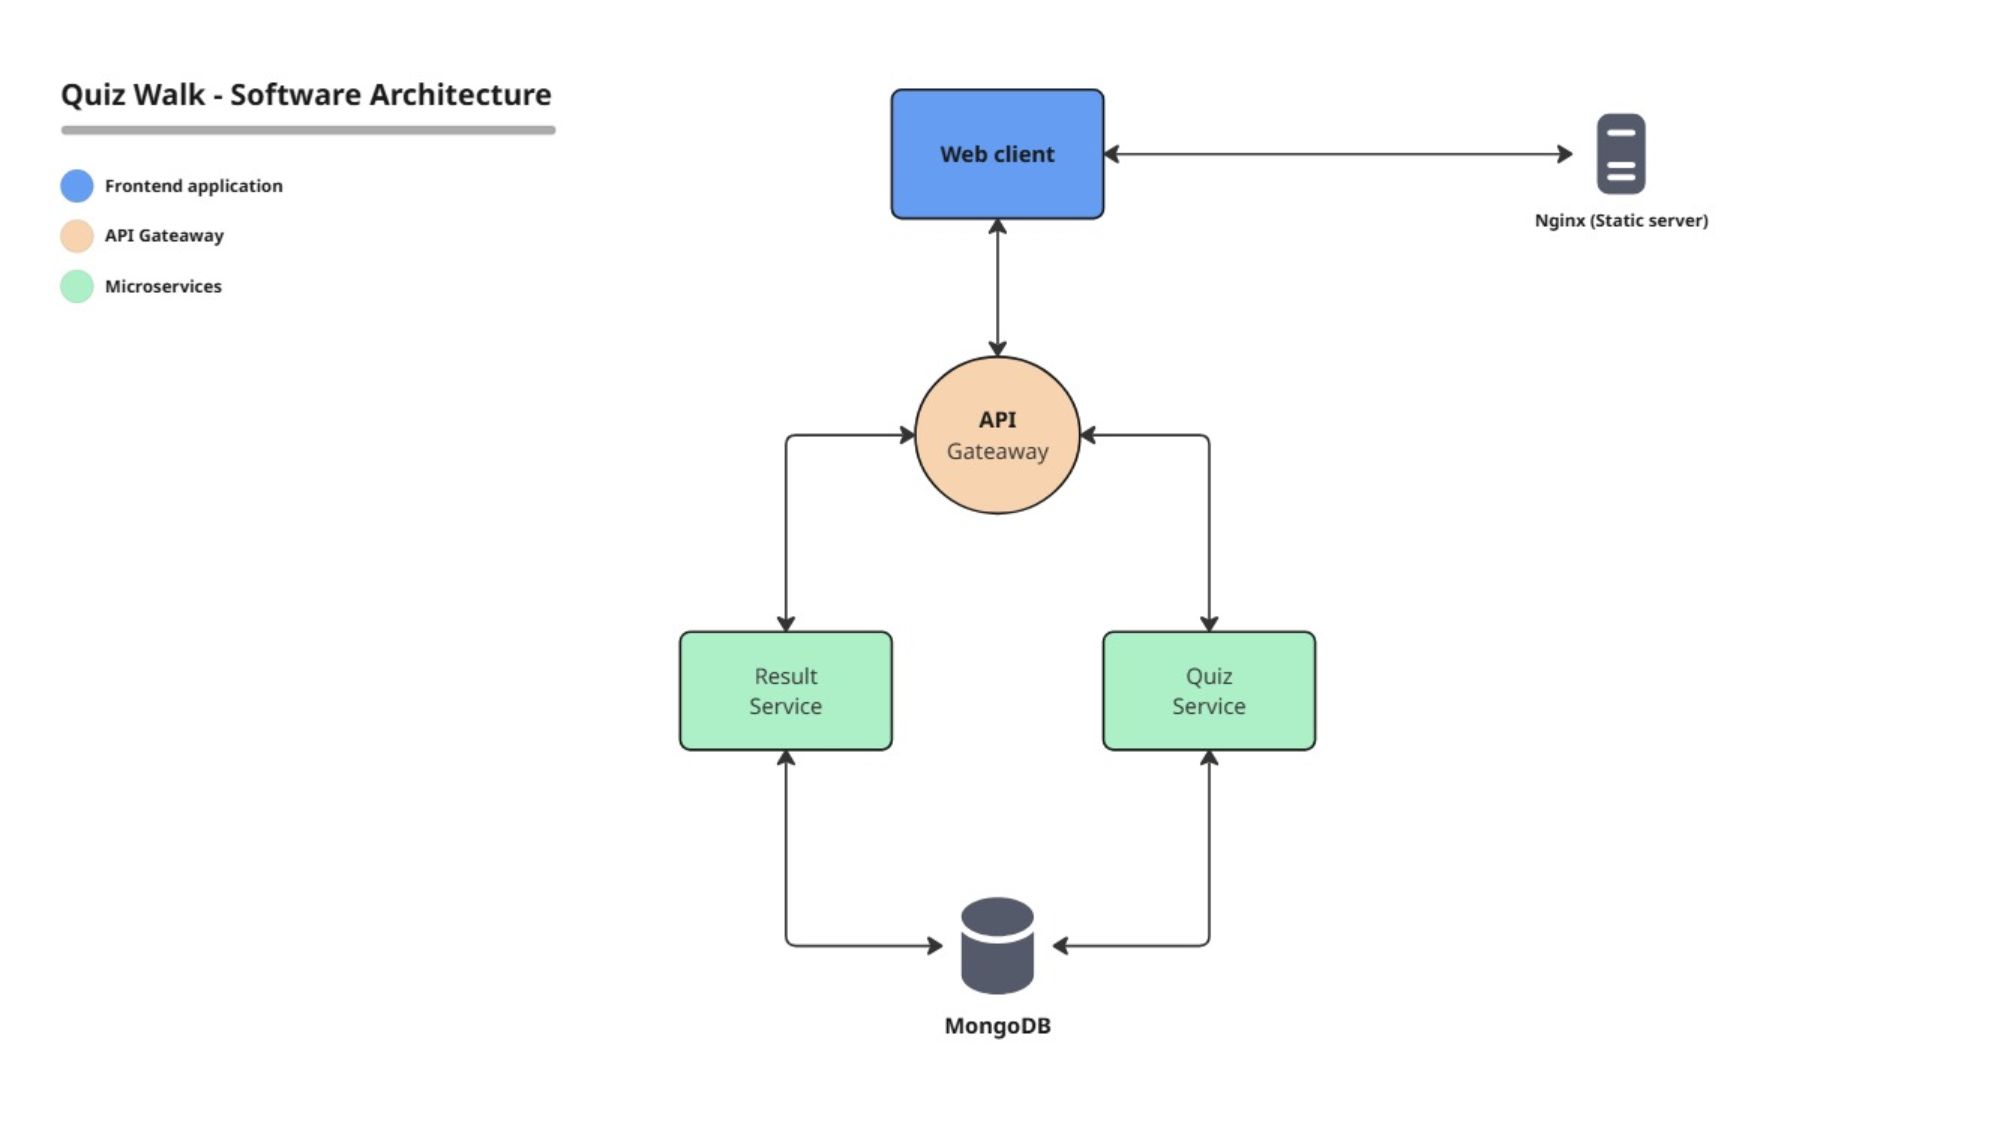 Quiz Walk - Software Architecture
Frontend application
API Gateaway
Microservices
Web client
Nginx (Static server)
API
Gateaway
Result
Service
Quiz
Service
MongoDB